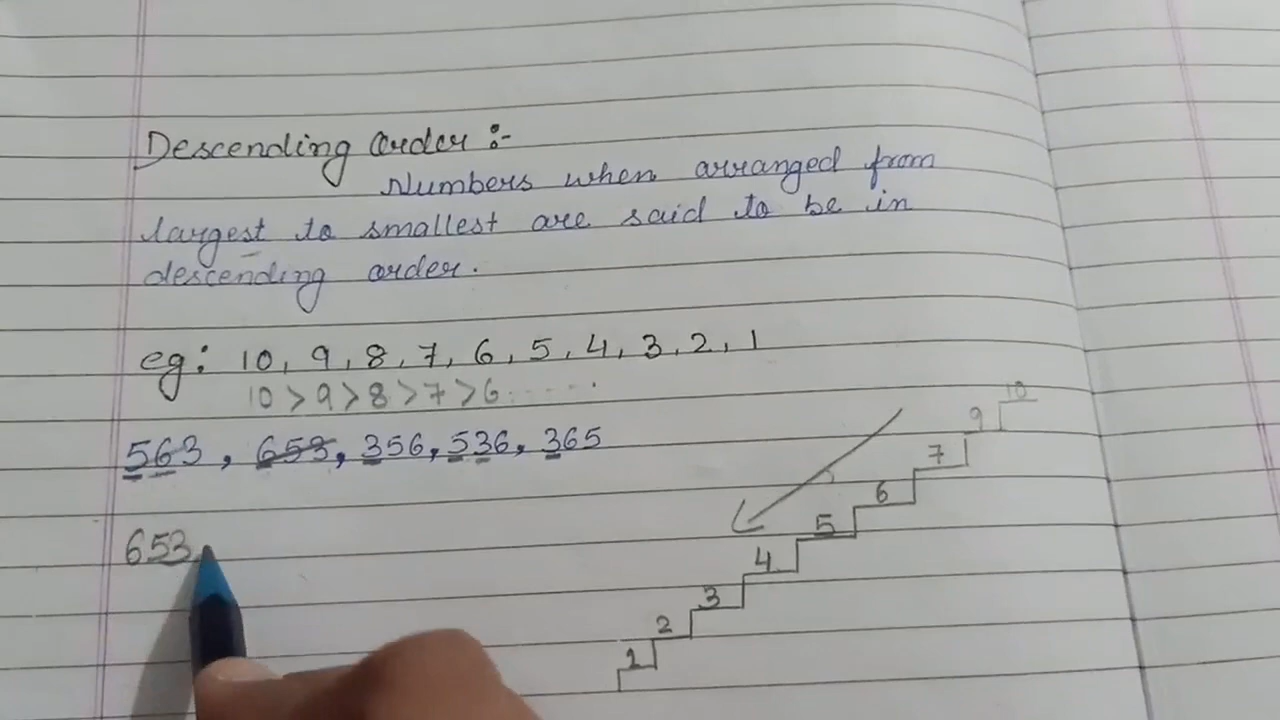 Descending Order :-
Numbers when arranged from
largest to smallest are said to be in
descending order.
eg: 10, 9, 8, 7, 6, 5, 4, 3, 2, 1
10 > 9 > 8 > 7 > 6 ......
563, 653, 356, 536, 365
653,
10
9
7
6
5
4
3
2
1